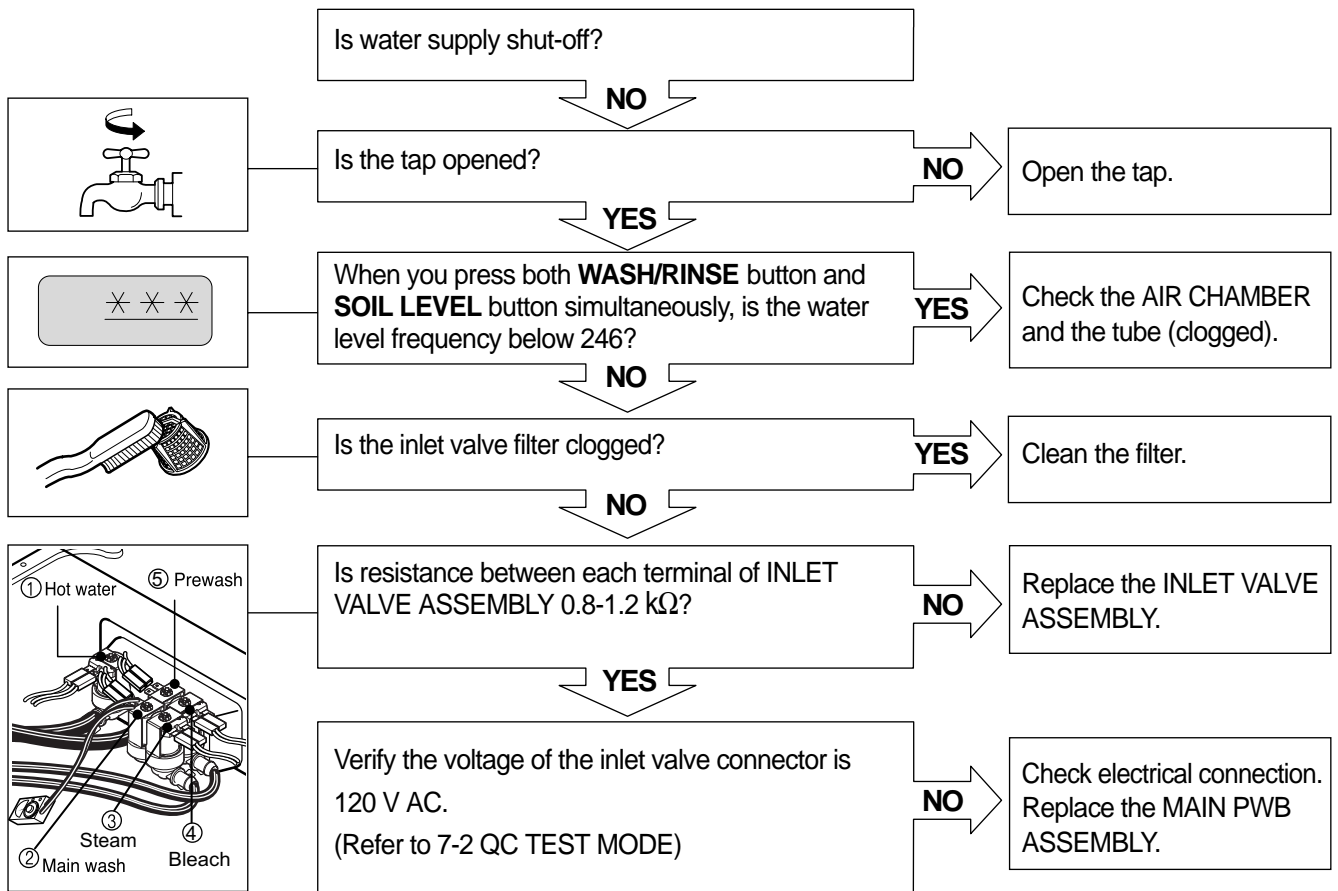 Is water supply shut-off?
NO
Is the tap opened?
NO
Open the tap.
YES
✳ ✳ ✳
When you press both WASH/RINSE button and
SOIL LEVEL button simultaneously, is the water
level frequency below 246?
YES
Check the AIR CHAMBER
and the tube (clogged).
NO
Is the inlet valve filter clogged?
YES
Clean the filter.
NO
① Hot water
⑤ Prewash
③
Steam
④
Bleach
② Main wash
Is resistance between each terminal of INLET
VALVE ASSEMBLY 0.8-1.2 kΩ?
NO
Replace the INLET VALVE
ASSEMBLY.
YES
Verify the voltage of the inlet valve connector is
120 V AC.
(Refer to 7-2 QC TEST MODE)
NO
Check electrical connection.
Replace the MAIN PWB
ASSEMBLY.